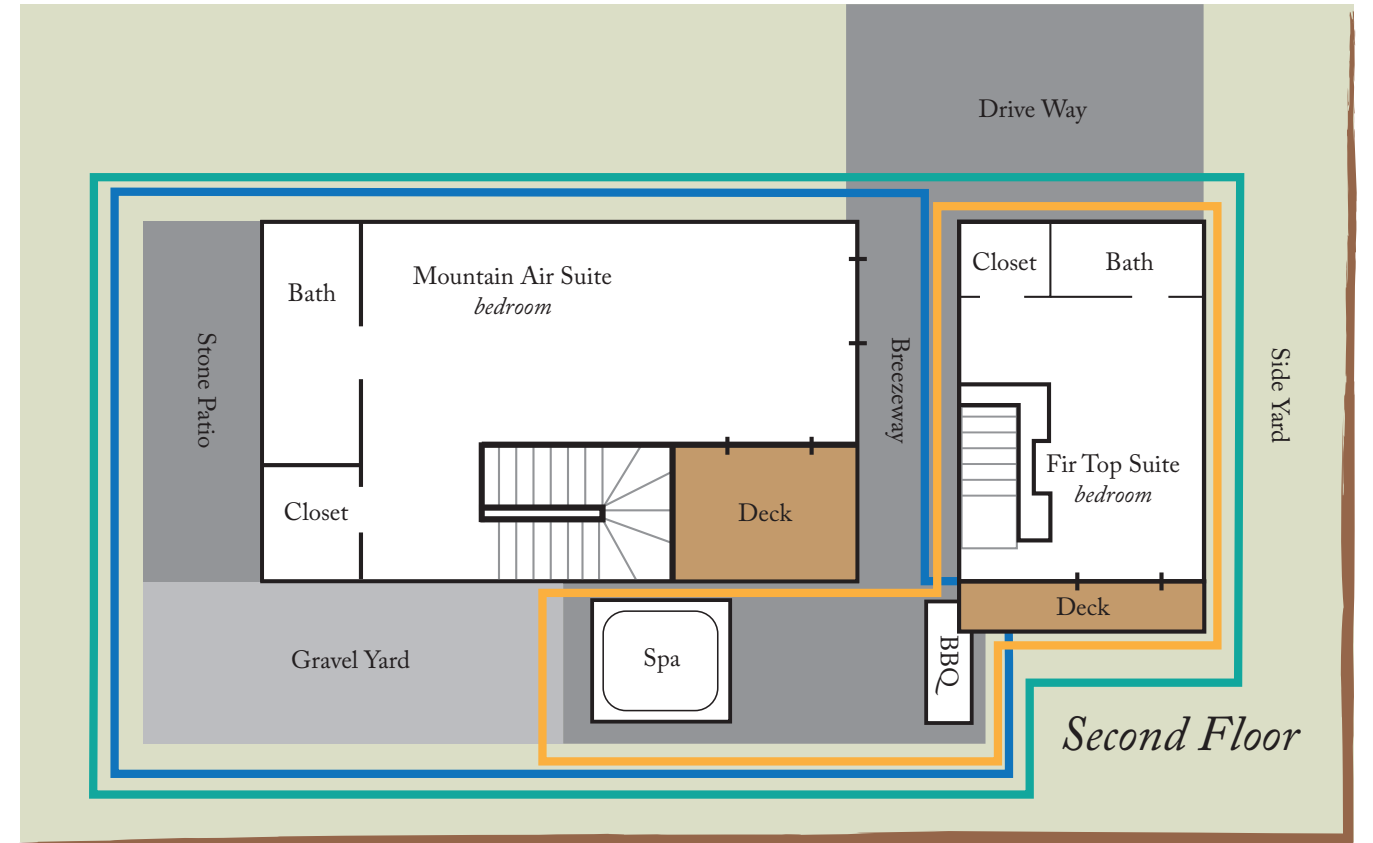 Drive Way
Mountain Air Suite
bedroom
Bath
Closet
Bath
Stone Patio
Breezeway
Side Yard
Fir Top Suite
bedroom
Closet
Deck
Deck
Gravel Yard
Spa
BBQ
Second Floor